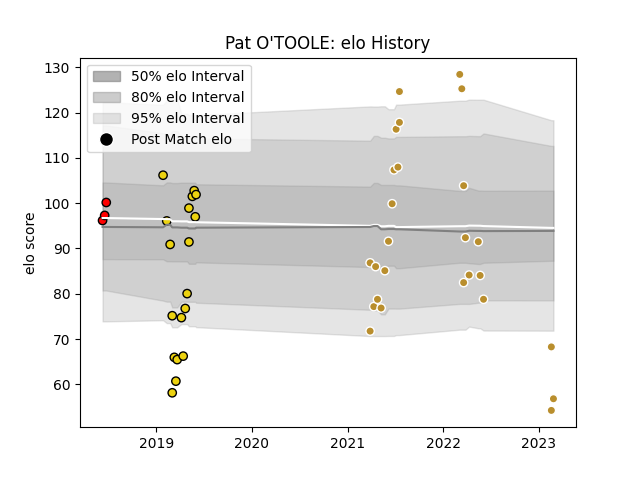 Pat O'TOOLE: elo History
50% elo Interval
80% elo Interval
95% elo Interval
Post Match elo
elo score
130
120
110
100
90
80
70
60
2019
2020
2021
2022
2023